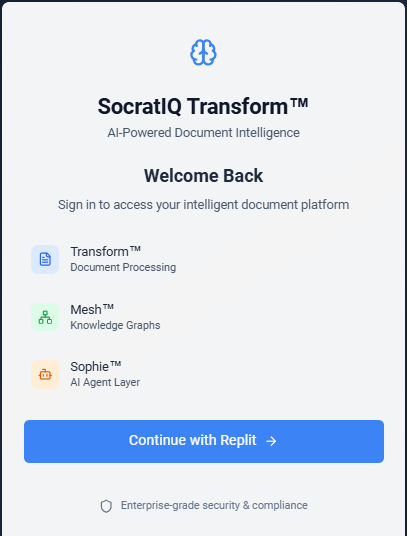 SocratIQ Transform™
AI-Powered Document Intelligence
Welcome Back
Sign in to access your intelligent document platform
Transform™
Document Processing
Mesh™
Knowledge Graphs
Sophie™
AI Agent Layer
Continue with Replit →
Enterprise-grade security & compliance